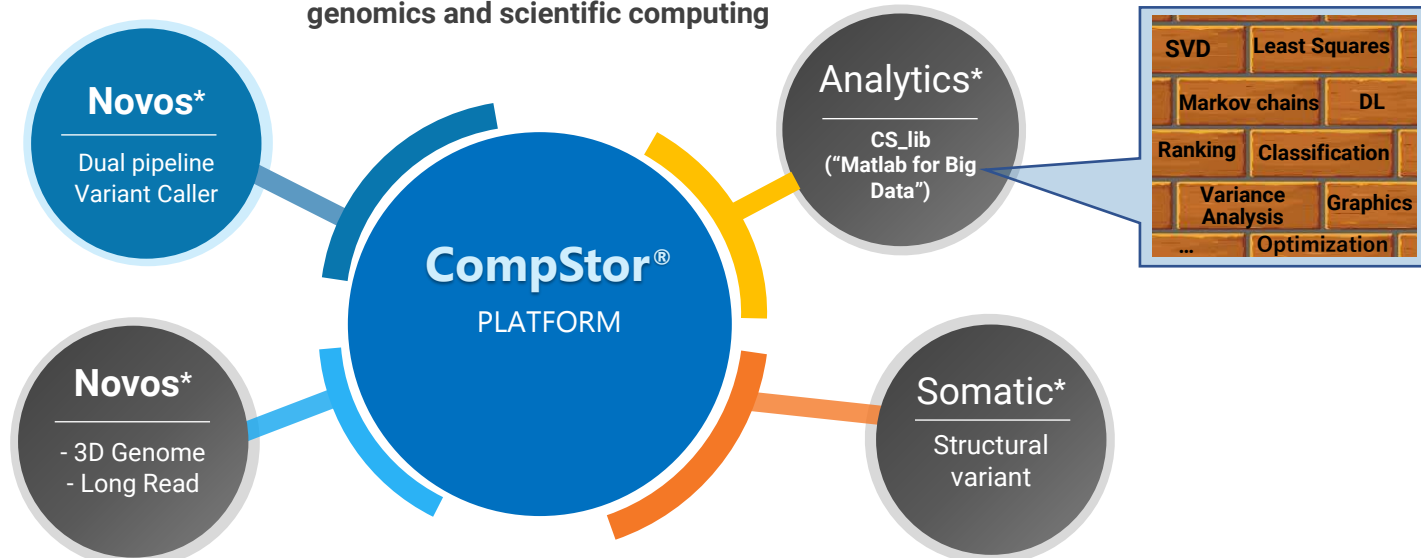 genomics and scientific computing
Novos*
Dual pipeline
Variant Caller
Analytics*
CS_lib
("Matlab for Big
Data")
SVD
Least Squares
Markov chains
DL
Ranking
Classification
Variance
Analysis
Graphics
...
Optimization
CompStor®
PLATFORM
Novos*
- 3D Genome
- Long Read
Somatic*
Structural
variant